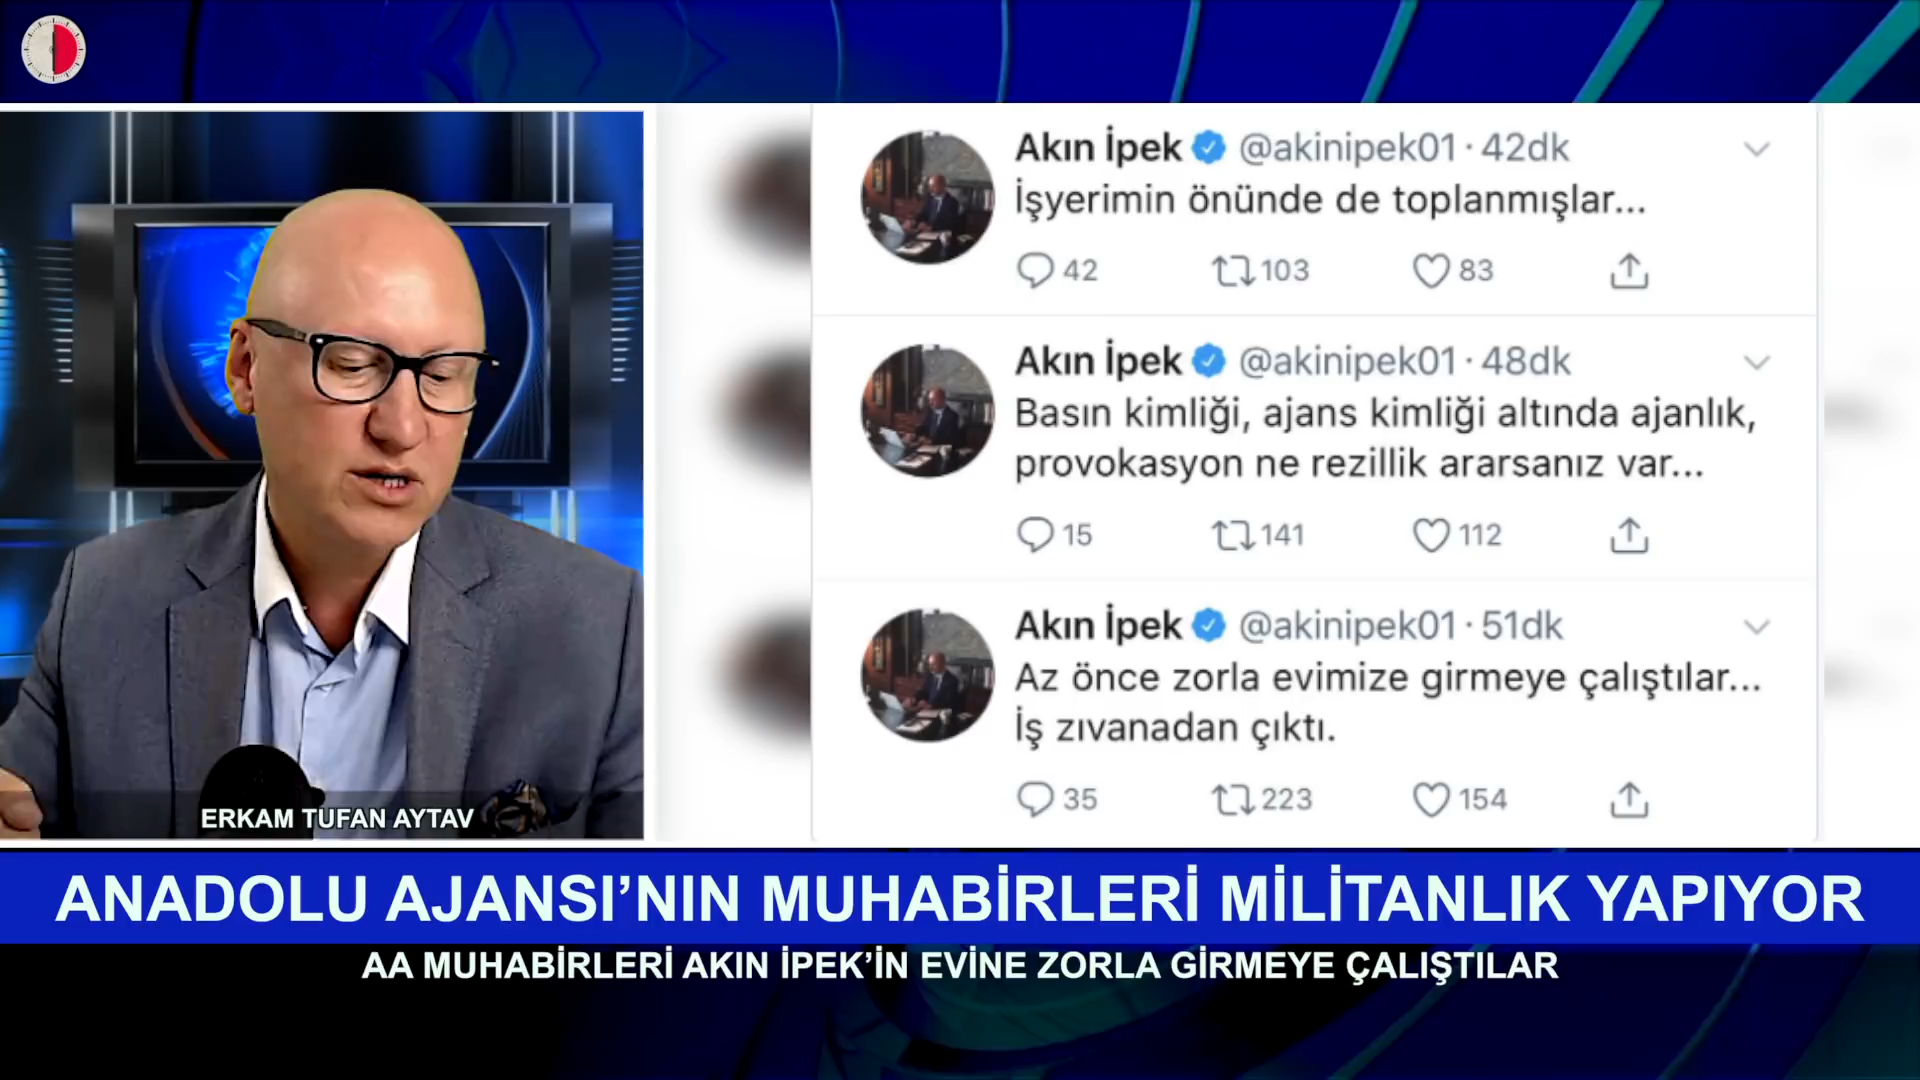 Akın İpek @akinipek01 · 42dk
İşyerimin önünde de toplanmışlar...
42 103 83
Akın İpek @akinipek01 · 48dk
Basın kimliği, ajans kimliği altında ajanlık,
provokasyon ne rezillik ararsanız var...
15 141 112
Akın İpek @akinipek01 · 51dk
Az önce zorla evimize girmeye çalıştılar...
İş zıvanadan çıktı.
35 223 154
ERKAM TUFAN AYTAV
ANADOLU AJANSI’NIN MUHABİRLERİ MİLİTANLIK YAPIYOR
AA MUHABİRLERİ AKIN İPEK’İN EVİNE ZORLA GİRMEYE ÇALIŞTILAR